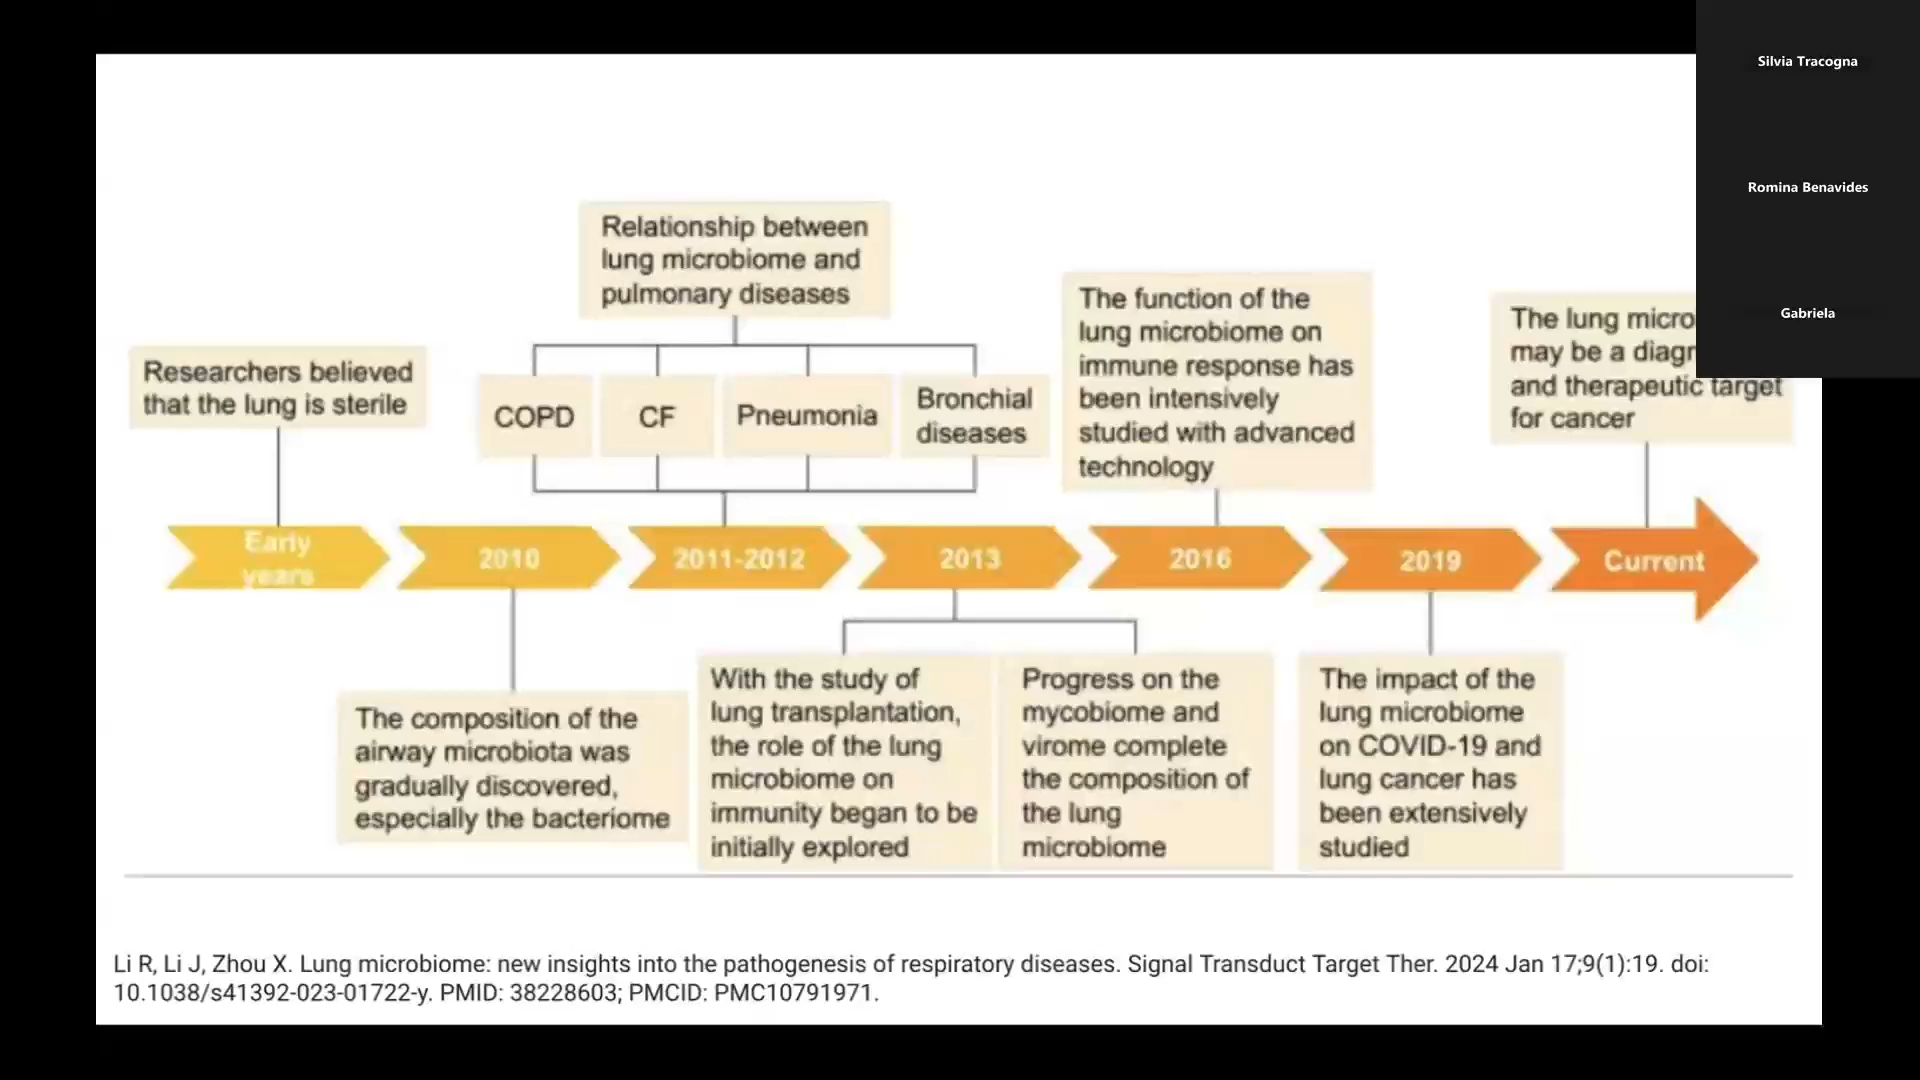 Silvia Tracogna
Romina Benavides
Gabriela
Relationship between
lung microbiome and
pulmonary diseases
Researchers believed
that the lung is sterile
COPD
CF
Pneumonia
Bronchial
diseases
The function of the
lung microbiome on
immune response has
been intensively
studied with advanced
technology
The lung micro
may be a diagn
and therapeutic target
for cancer
Early
years
2010
2011-2012
2013
2016
2019
Current
The composition of the
airway microbiota was
gradually discovered,
especially the bacteriome
With the study of
lung transplantation,
the role of the lung
microbiome on
immunity began to be
initially explored
Progress on the
mycobiome and
virome complete
the composition of
the lung
microbiome
The impact of the
lung microbiome
on COVID-19 and
lung cancer has
been extensively
studied
Li R, Li J, Zhou X. Lung microbiome: new insights into the pathogenesis of respiratory diseases. Signal Transduct Target Ther. 2024 Jan 17;9(1):19. doi:
10.1038/s41392-023-01722-y. PMID: 38228603; PMCID: PMC10791971.